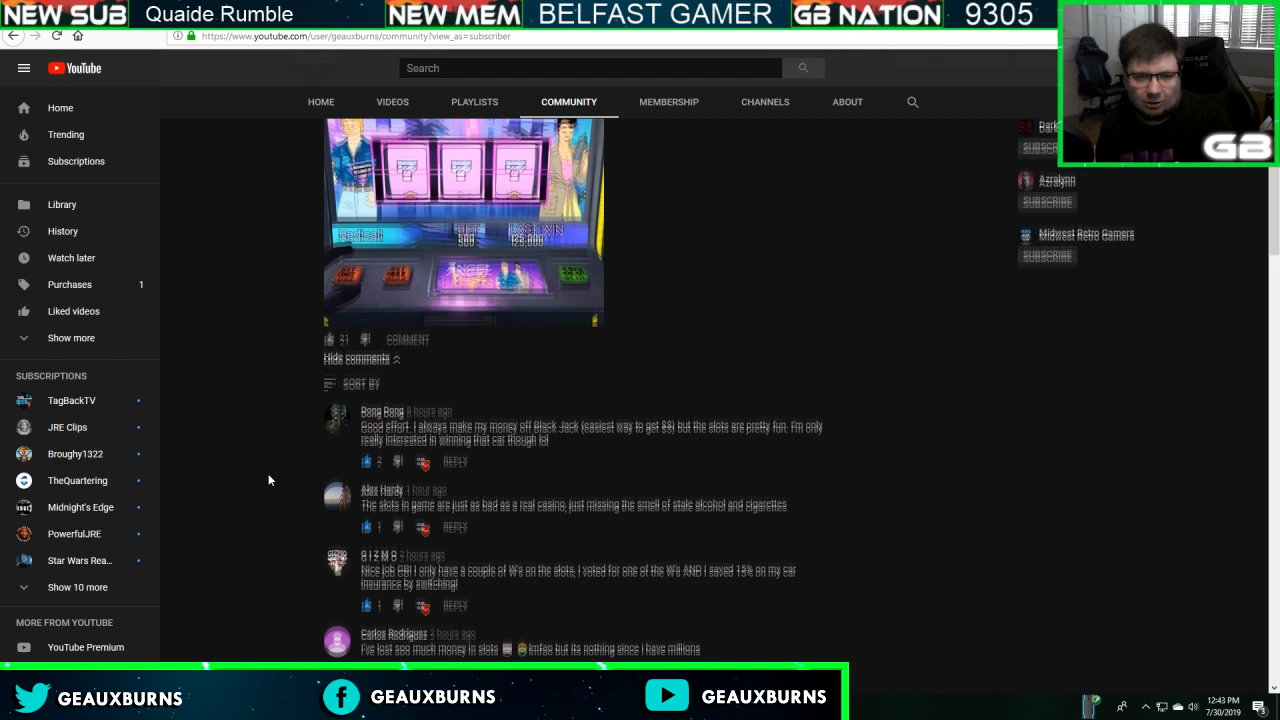 NEW SUB Quaide Rumble NEW MEM BELFAST GAMER GB NATION 9305
https://www.youtube.com/user/geauxburns/community?view_as=subscriber
YouTube
Search
HOME VIDEOS PLAYLISTS COMMUNITY MEMBERSHIP CHANNELS ABOUT
GB
Home
Trending
Subscriptions
Library
History
Watch later
Purchases 1
Liked videos
Show more
SUBSCRIPTIONS
TagBackTV
JRE Clips
Broughy1322
TheQuartering
Midnight's Edge
PowerfulJRE
Star Wars Rea...
Show 10 more
MORE FROM YOUTUBE
YouTube Premium
7 7 7
BET LAST WIN
500 125,000
21 COMMENT
Hide comments
SORT BY
Dong Dong 8 hours ago
Good effort. I always make my money off Black Jack (easiest way to get $$) but the slots are pretty fun. I'm only
really interested in winning that car though lol
2 REPLY
Alex Hardy 1 hour ago
The slots in game are just as bad as a real casino, just missing the smell of stale alcohol and cigarettes
1 REPLY
G I Z M O 2 hours ago
Nice job GB! I only have a couple of W's on the slots, I voted for one of the W's AND I saved 15% on my car
insurance by switching!
1 REPLY
Carlos Rodriguez 2 hours ago
I've lost soo much money in slots lmfao but its nothing since I have millions
SUBSCRIBE
Azralynn
SUBSCRIBE
Midwest Retro Gamers
SUBSCRIBE
GEAUXBURNS GEAUXBURNS GEAUXBURNS
12:43 PM
7/30/2019
3